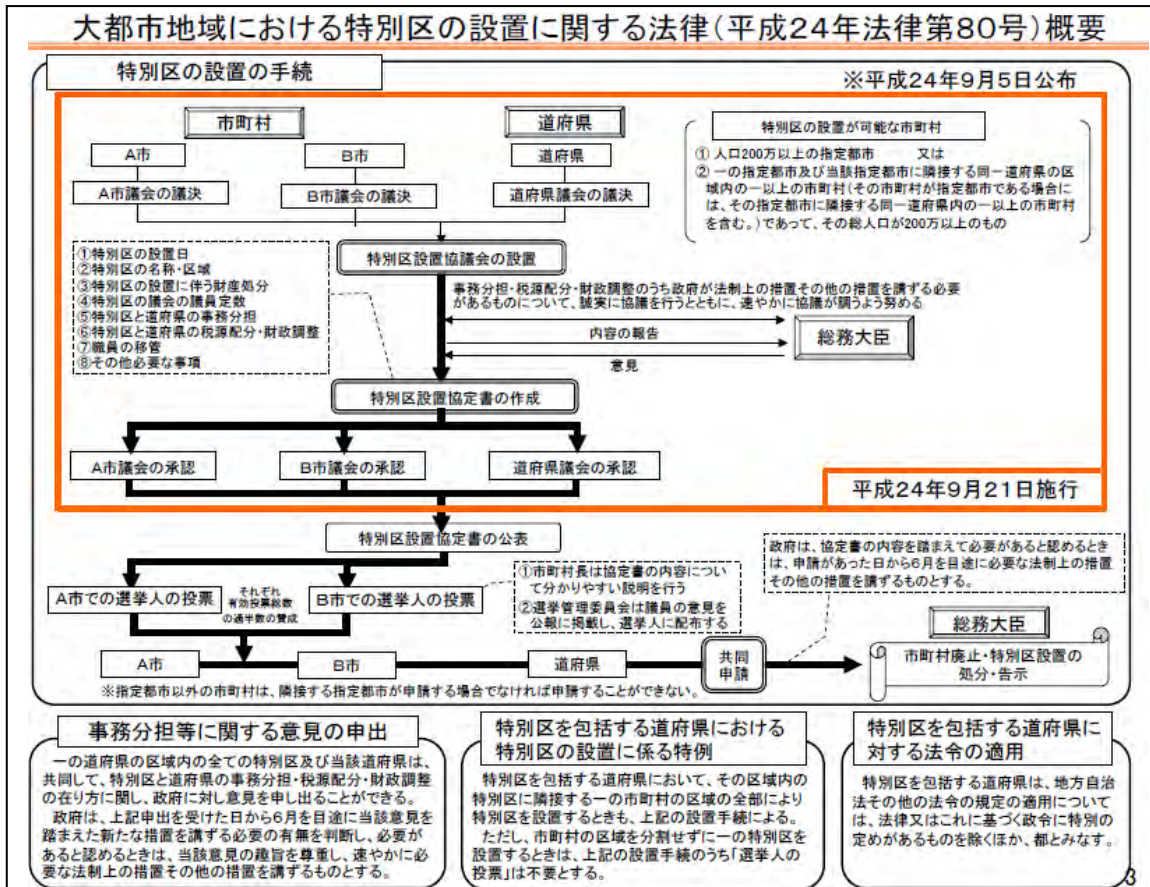 大都市地域における特別区の設置に関する法律(平成24年法律第80号)概要
特別区の設置の手続
※平成24年9月5日公布
市町村
道府県
A市
B市
道府県
A市議会の議決
B市議会の議決
道府県議会の議決
特別区の設置が可能な市町村
① 人口200万以上の指定都市 又は
② 一の指定都市及び当該指定都市に隣接する同一道府県の区
域内の一以上の市町村(その市町村が指定都市である場合に
は、その指定都市に隣接する同一道府県内の一以上の市町村
を含む。)であって、その総人口が200万以上のもの
特別区設置協議会の設置
①特別区の設置日
②特別区の名称・区域
③特別区の設置に伴う財産処分
④特別区の議会の議員定数
⑤特別区と道府県の事務分担
⑥特別区と道府県の税源配分・財政調整
⑦職員の移管
⑧その他必要な事項
事務分担・税源配分・財政調整のうち政府が法制上の措置その他の措置を講ずる必要
があるものについて、誠実に協議を行うとともに、速やかに協議が調うよう努める
内容の報告
意見
総務大臣
特別区設置協定書の作成
A市議会の承認
B市議会の承認
道府県議会の承認
平成24年9月21日施行
特別区設置協定書の公表
A市での選挙人の投票
それぞれ
有効投票総数
の過半数の賛成
B市での選挙人の投票
①市町村長は協定書の内容につい
て分かりやすい説明を行う
②選挙管理委員会は議員の意見を
公報に掲載し、選挙人に配布する
政府は、協定書の内容を踏まえて必要があると認めるとき
は、申請があった日から6月を目途に必要な法制上の措置
その他の措置を講ずるものとする。
A市
B市
道府県
共同
申請
総務大臣
市町村廃止・特別区設置の
処分・告示
※指定都市以外の市町村は、隣接する指定都市が申請する場合でなければ申請することができない。
事務分担等に関する意見の申出
一の道府県の区域内の全ての特別区及び当該道府県は、
共同して、特別区と道府県の事務分担・税源配分・財政調整
の在り方に関し、政府に対し意見を申し出ることができる。
政府は、上記申出を受けた日から6月を目途に当該意見を
踏まえた新たな措置を講ずる必要の有無を判断し、必要が
あると認めるときは、当該意見の趣旨を尊重し、速やかに必
要な法制上の措置その他の措置を講ずるものとする。
特別区を包括する道府県における
特別区の設置に係る特例
特別区を包括する道府県において、その区域内の
特別区に隣接する一の市町村の区域の全部により
特別区を設置するときも、上記の設置手続による。
ただし、市町村の区域を分割せずに一の特別区を
設置するときは、上記の設置手続のうち「選挙人の
投票」は不要とする。
特別区を包括する道府県に
対する法令の適用
特別区を包括する道府県は、地方自治
法その他の法令の規定の適用について
は、法律又はこれに基づく政令に特別の
定めがあるものを除くほか、都とみなす。
3